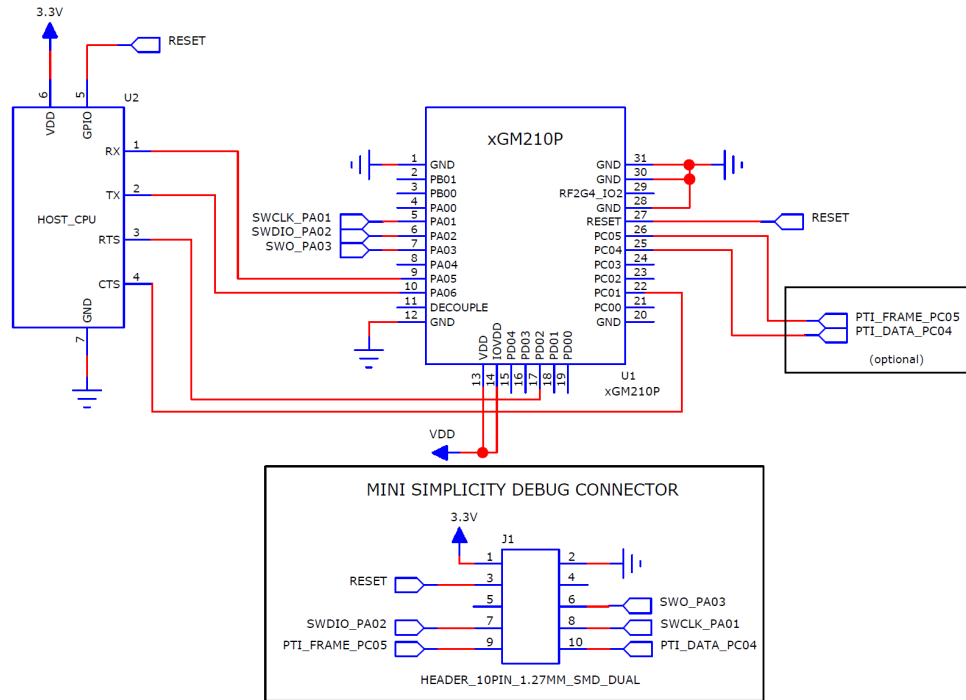 3.3V
RESET
6
5
U2
VDD
GPIO
HOST_CPU
RX 1
TX 2
RTS 3
CTS 4
GND
7
xGM210P
1 GND
2 PB01
3 PB00
4 PA00
SWCLK_PA01 5 PA01
SWDIO_PA02 6 PA02
SWO_PA03 7 PA03
8 PA04
9 PA05
10 PA06
11 DECOUPLE
12 GND
GND 31
GND 30
RF2G4_IO2 29
GND 28
RESET 27 RESET
PC05 26
PC04 25
PC03 24
PC02 23
PC01 22
PC00 21
GND 20
VDD
IOVDD
PD04
PD03
PD02
PD01
PD00
13
14
15
16
17
18
19
U1
xGM210P
PTI_FRAME_PC05
PTI_DATA_PC04
(optional)
VDD
MINI SIMPLICITY DEBUG CONNECTOR
3.3V
J1
1 2
RESET 3 4
5 6 SWO_PA03
SWDIO_PA02 7 8 SWCLK_PA01
PTI_FRAME_PC05 9 10 PTI_DATA_PC04
HEADER_10PIN_1.27MM_SMD_DUAL